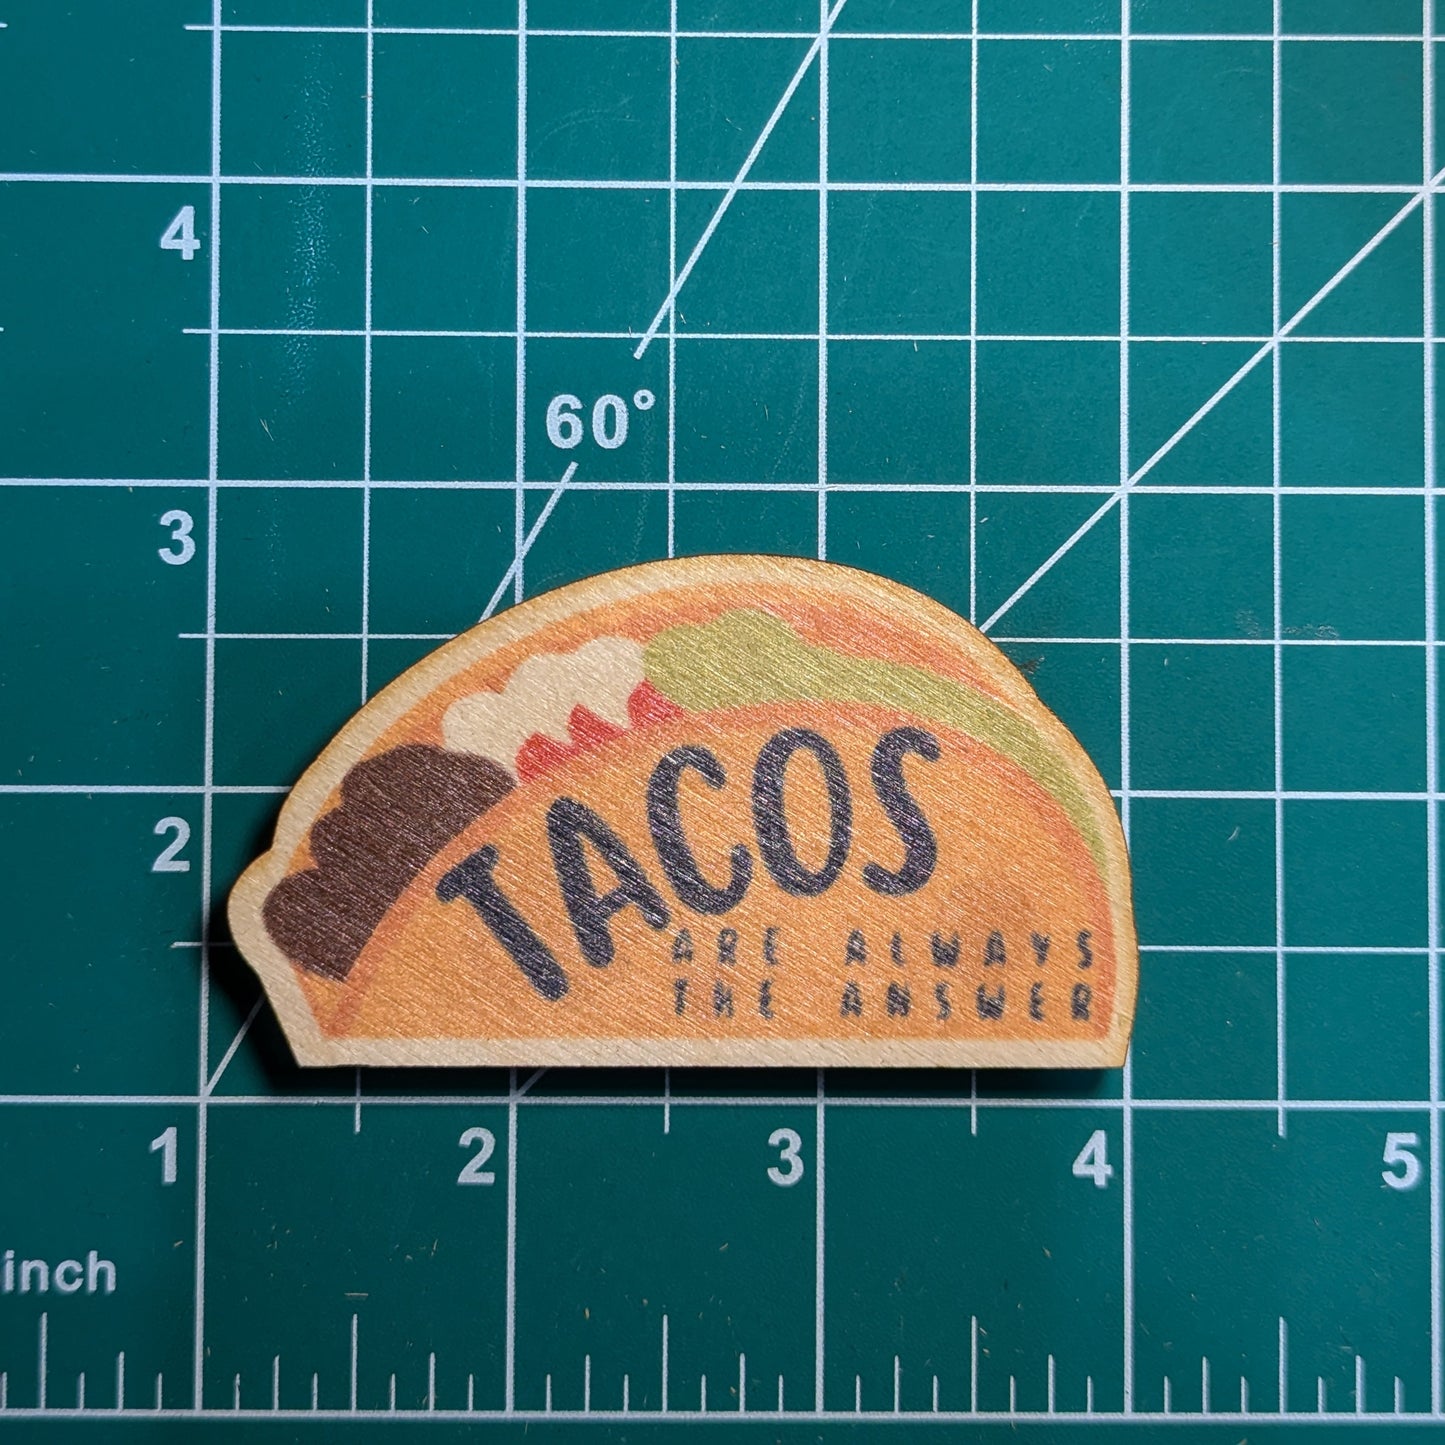 4
60°
3
2
TACOS
ARE ALWAYS
THE ANSWER
1 2 3 4 5
inch